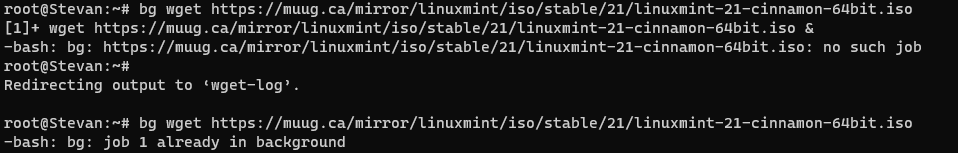 root@Stevan:~# bg wget https://muug.ca/mirror/linuxmint/iso/stable/21/linuxmint-21-cinnamon-64bit.iso
[1]+ wget https://muug.ca/mirror/linuxmint/iso/stable/21/linuxmint-21-cinnamon-64bit.iso &
-bash: bg: https://muug.ca/mirror/linuxmint/iso/stable/21/linuxmint-21-cinnamon-64bit.iso: no such job
root@Stevan:~#
Redirecting output to ‘wget-log’.
root@Stevan:~# bg wget https://muug.ca/mirror/linuxmint/iso/stable/21/linuxmint-21-cinnamon-64bit.iso
-bash: bg: job 1 already in background